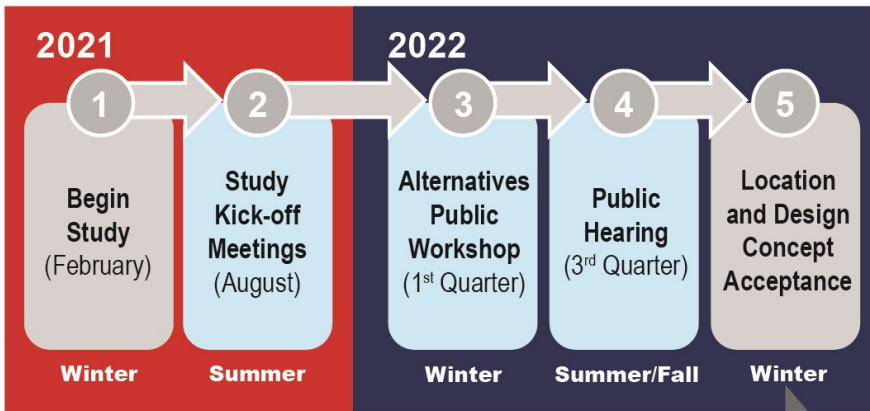 2021
1
Begin
Study
(February)
Winter
2
Study
Kick-off
Meetings
(August)
Summer
2022
3
Alternatives
Public
Workshop
(1st Quarter)
Winter
4
Public
Hearing
(3rd Quarter)
Summer/Fall
5
Location
and Design
Concept
Acceptance
Winter